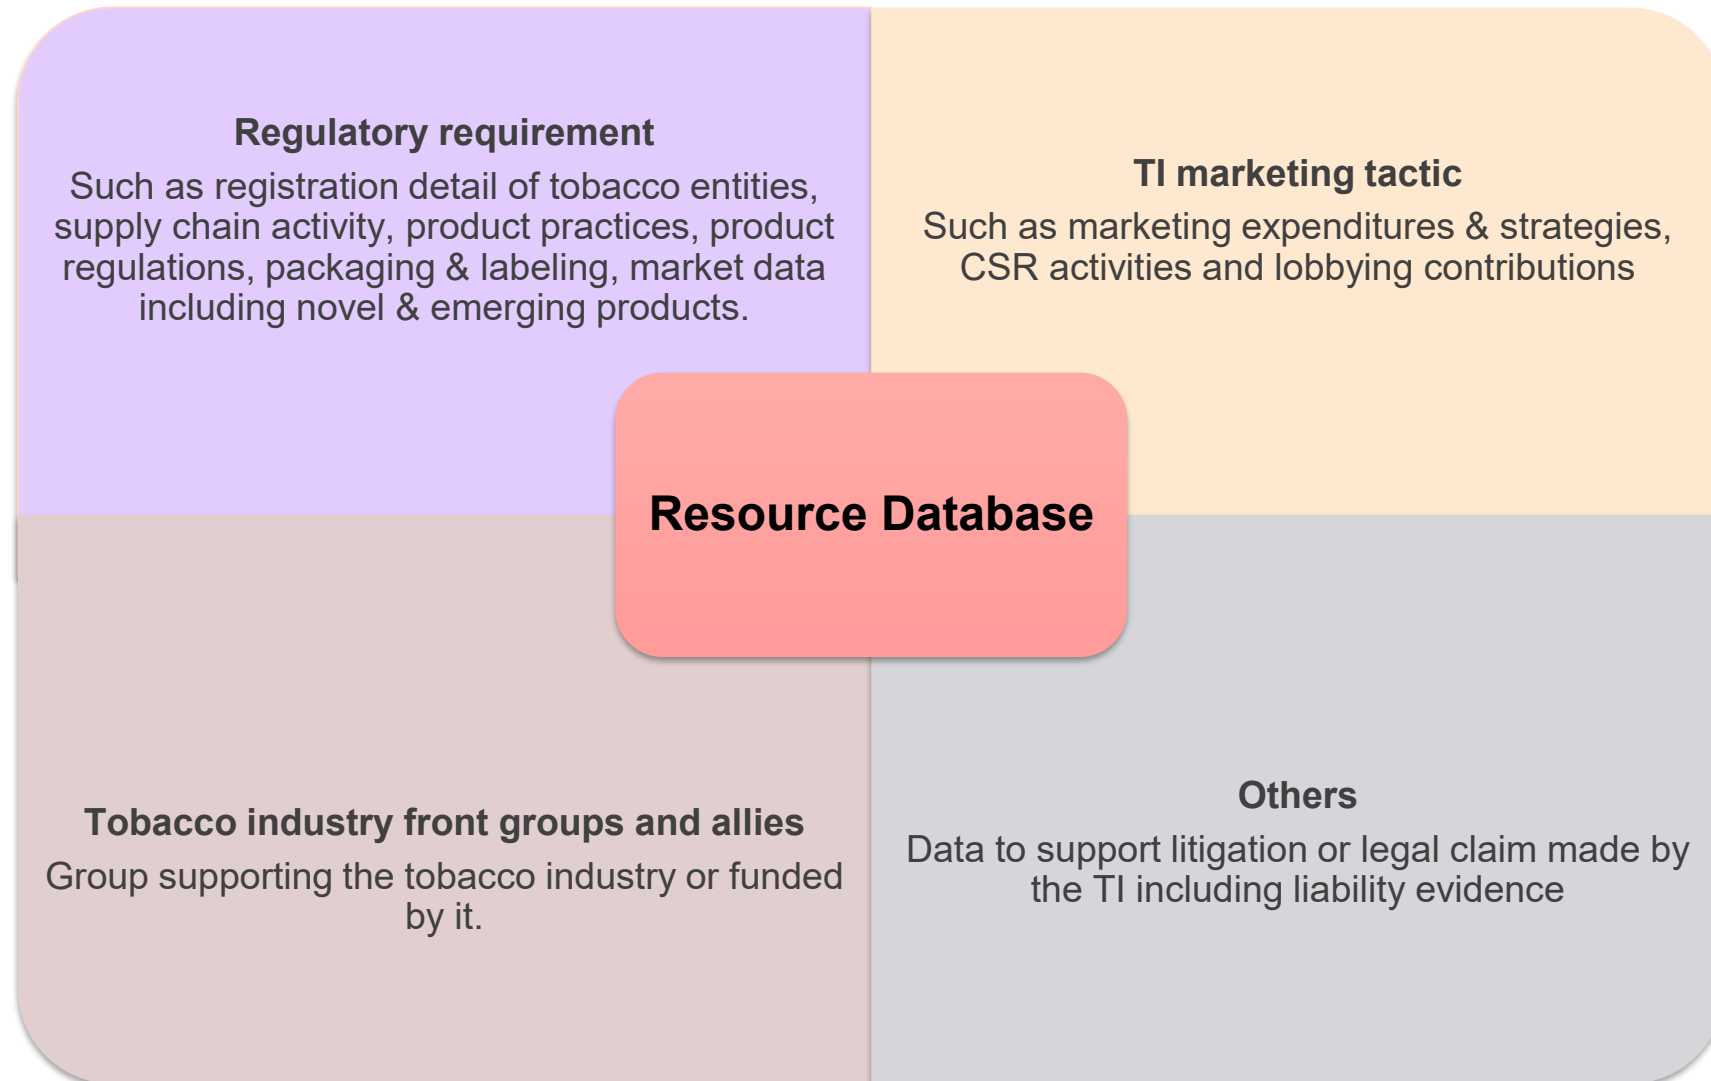 Regulatory requirement
Such as registration detail of tobacco entities,
supply chain activity, product practices, product
regulations, packaging & labeling, market data
including novel & emerging products.
TI marketing tactic
Such as marketing expenditures & strategies,
CSR activities and lobbying contributions
Resource Database
Tobacco industry front groups and allies
Group supporting the tobacco industry or funded
by it.
Others
Data to support litigation or legal claim made by
the TI including liability evidence